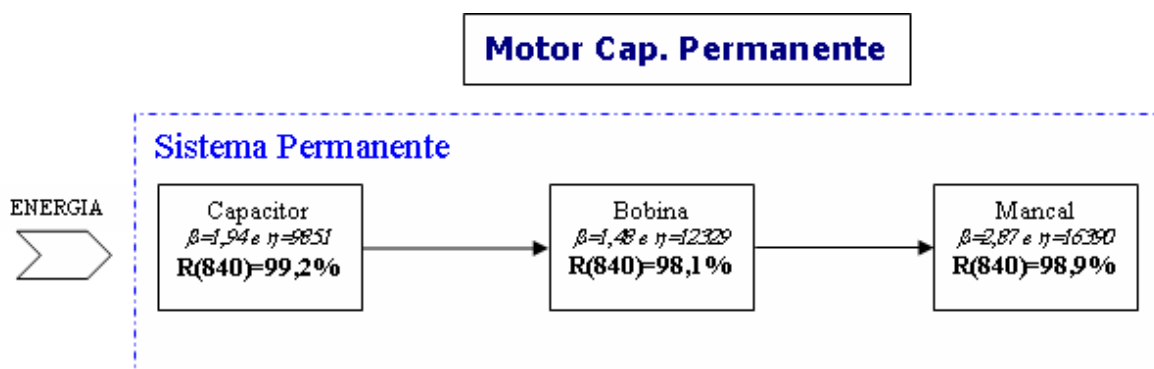 Motor Cap. Permanente
Sistema Permanente
ENERGIA
Capacitor
β=1,94 e η=9851
R(840)=99,2%
Bobina
β=1,48 e η=12329
R(840)=98,1%
Mancal
β=2,87 e η=16390
R(840)=98,9%